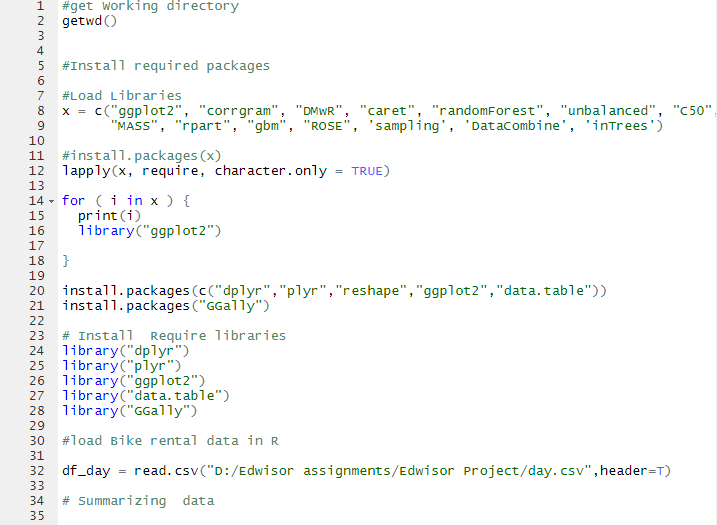 1 #get Working directory
2 getwd()
3
4
5 #Install required packages
6
7 #Load Libraries
8 x = c("ggplot2", "corrgram", "DMwR", "caret", "randomForest", "unbalanced", "C50",
9 "MASS", "rpart", "gbm", "ROSE", 'sampling', 'DataCombine', 'inTrees')
10
11 #install.packages(x)
12 lapply(x, require, character.only = TRUE)
13
14 for ( i in x ) {
15 print(i)
16 library("ggplot2")
17
18 }
19
20 install.packages(c("dplyr","plyr","reshape","ggplot2","data.table"))
21 install.packages("GGally")
22
23 # Install  Require libraries
24 library("dplyr")
25 library("plyr")
26 library("ggplot2")
27 library("data.table")
28 library("GGally")
29
30 #load Bike rental data in R
31
32 df_day = read.csv("D:/Edwisor assignments/Edwisor Project/day.csv",header=T)
33
34 # Summarizing  data
35